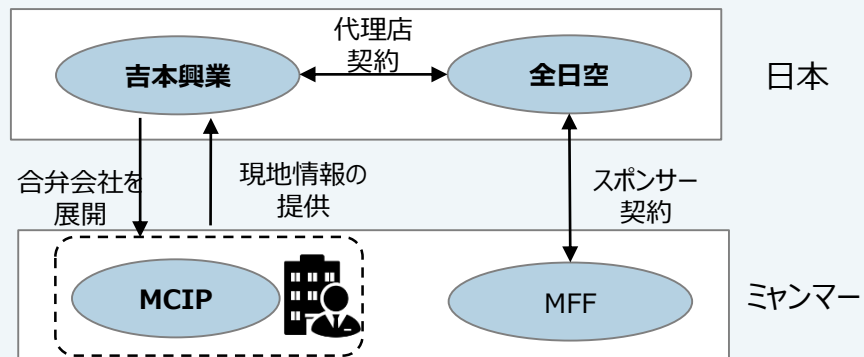 代理店
契約
吉本興業
全日空
日本
合弁会社を
展開
現地情報の
提供
スポンサー
契約
MCIP
MFF
ミャンマー